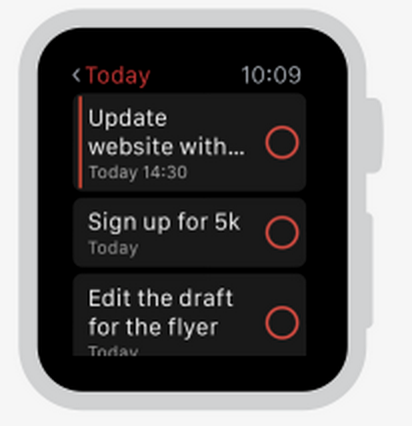 <Today 10:09
Update
website with...
Today 14:30
Sign up for 5k
Today
Edit the draft
for the flyer
Today